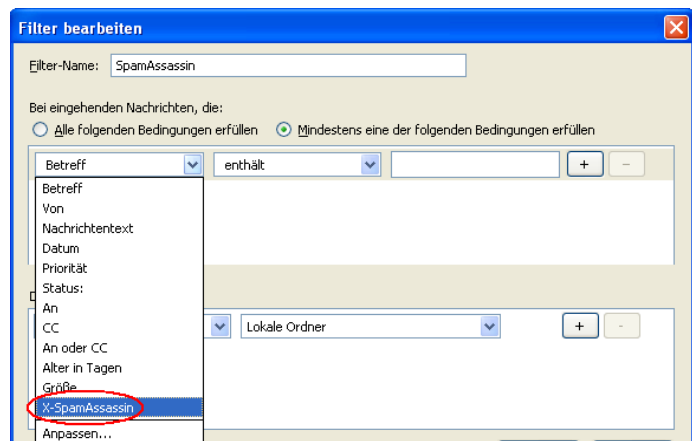 Filter bearbeiten
Filter-Name: SpamAssassin
Bei eingehenden Nachrichten, die:
Alle folgenden Bedingungen erfüllen Mindestens eine der folgenden Bedingungen erfüllen
Betreff enthält + -
Betreff
Von
Nachrichtentext
Datum
Priorität
Status:
An
CC Lokale Ordner + -
An oder CC
Alter in Tagen
Größe
X-SpamAssassin
Anpassen...